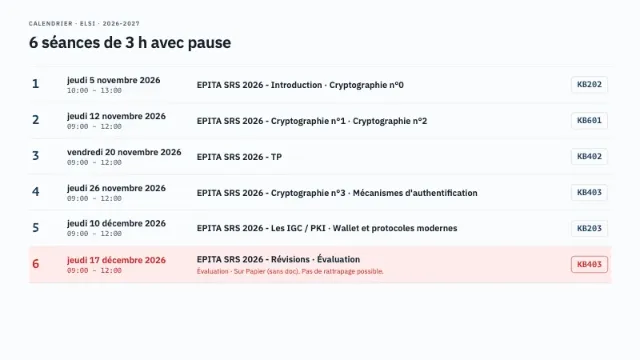 CALENDRIER · ELSI · 2026-2027
6 séances de 3 h avec pause
1 jeudi 5 novembre 2026 EPITA SRS 2026 - Introduction · Cryptographie n°0 KB202
10:00 - 13:00
2 jeudi 12 novembre 2026 EPITA SRS 2026 - Cryptographie n°1 · Cryptographie n°2 KB601
09:00 - 12:00
3 vendredi 20 novembre 2026 EPITA SRS 2026 - TP KB402
09:00 - 12:00
4 jeudi 26 novembre 2026 EPITA SRS 2026 - Cryptographie n°3 · Mécanismes d'authentification KB403
09:00 - 12:00
5 jeudi 10 décembre 2026 EPITA SRS 2026 - Les IGC / PKI · Wallet et protocoles modernes KB203
09:00 - 12:00
6 jeudi 17 décembre 2026 EPITA SRS 2026 - Révisions · Évaluation KB403
09:00 - 12:00 Évaluation · Sur Papier (sans doc). Pas de rattrapage possible.